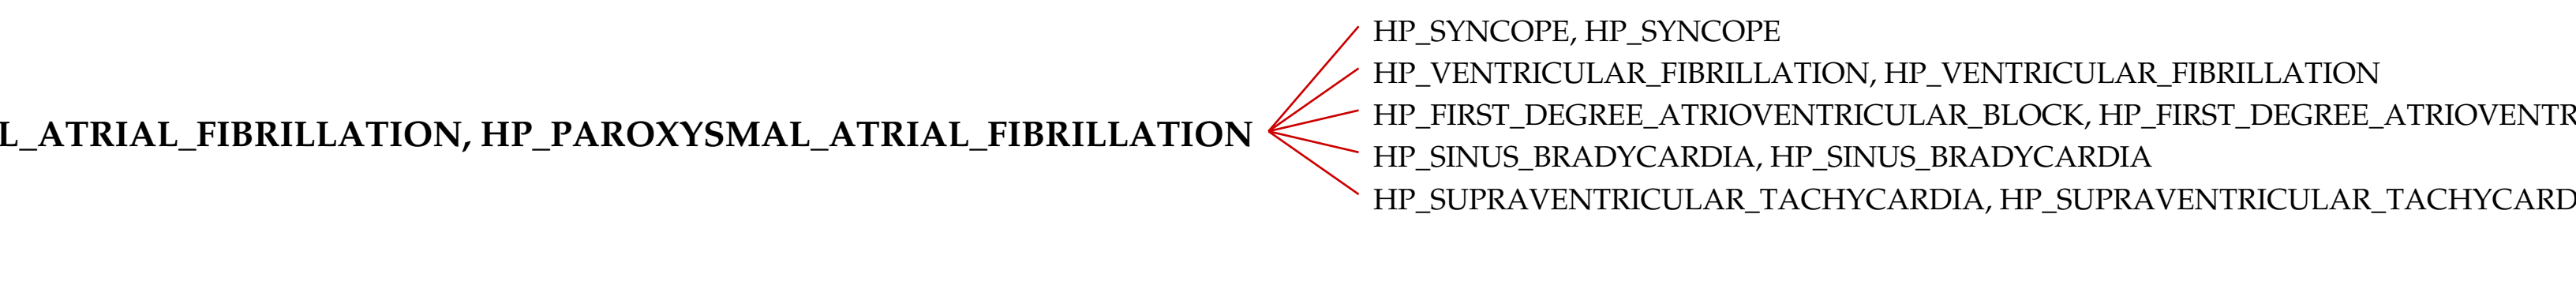 L_ATRIAL_FIBRILLATION, HP_PAROXYSMAL_ATRIAL_FIBRILLATION
HP_SYNCOPE, HP_SYNCOPE
HP_VENTRICULAR_FIBRILLATION, HP_VENTRICULAR_FIBRILLATION
HP_FIRST_DEGREE_ATRIOVENTRICULAR_BLOCK, HP_FIRST_DEGREE_ATRIOVENTR
HP_SINUS_BRADYCARDIA, HP_SINUS_BRADYCARDIA
HP_SUPRAVENTRICULAR_TACHYCARDIA, HP_SUPRAVENTRICULAR_TACHYCARD